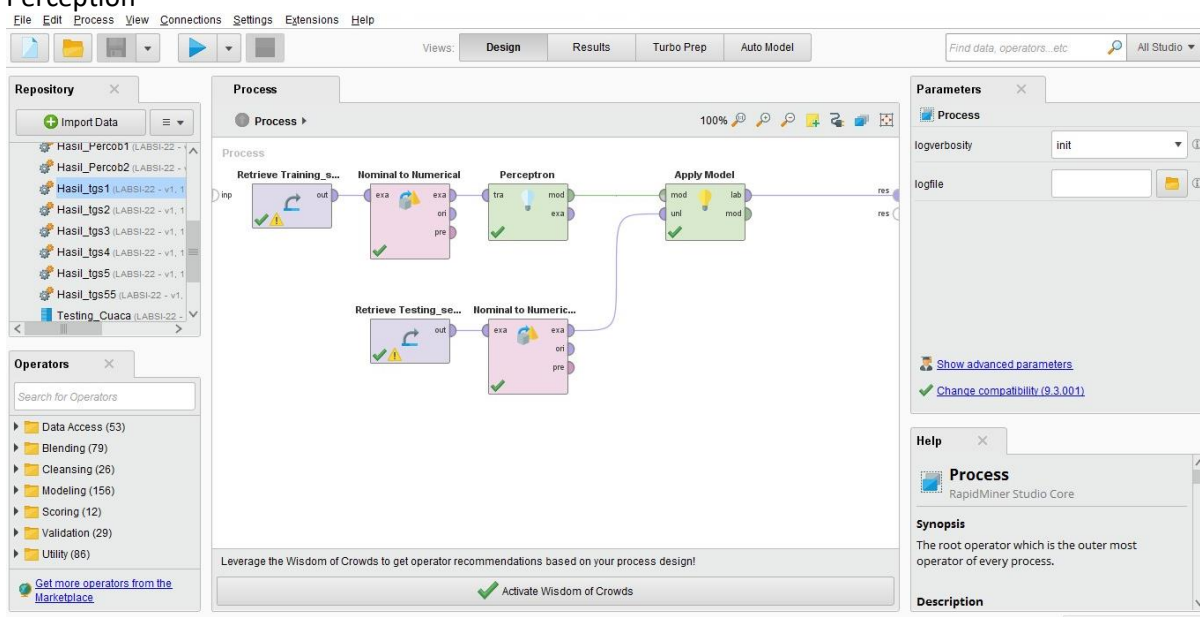 Perception
File Edit Process View Connections Settings Extensions Help
Views: Design Results Turbo Prep Auto Model
Find data, operators...etc
All Studio
Repository
Import Data
Hasil_Percob1 (LABSI-22 -
Hasil_Percob2 (LABSI-22 -
Hasil_tgs1 (LABSI-22 - v1, 1
Hasil_tgs2 (LABSI-22 - v1, 1
Hasil_tgs3 (LABSI-22 - v1, 1
Hasil_tgs4 (LABSI-22 - v1, 1
Hasil_tgs5 (LABSI-22 - v1, 1
Hasil_tgs55 (LABSI-22 - v1.
Testing_Cuaca (LABSI-22 -
Operators
Search for Operators
Data Access (53)
Blending (79)
Cleansing (26)
Modeling (156)
Scoring (12)
Validation (29)
Utility (86)
Get more operators from the
Marketplace
Process
Process
100%
Process
Retrieve Training_s... Nominal to Numerical Perceptron Apply Model
inp out exa exa tra mod mod lab res
ori exa unl mod res
pre
Retrieve Testing_se... Nominal to Numeric...
out exa exa
ori
pre
Leverage the Wisdom of Crowds to get operator recommendations based on your process design!
Activate Wisdom of Crowds
Parameters
Process
logverbosity init
logfile
Show advanced parameters
Change compatibility (9.3.001)
Help
Process
RapidMiner Studio Core
Synopsis
The root operator which is the outer most
operator of every process.
Description